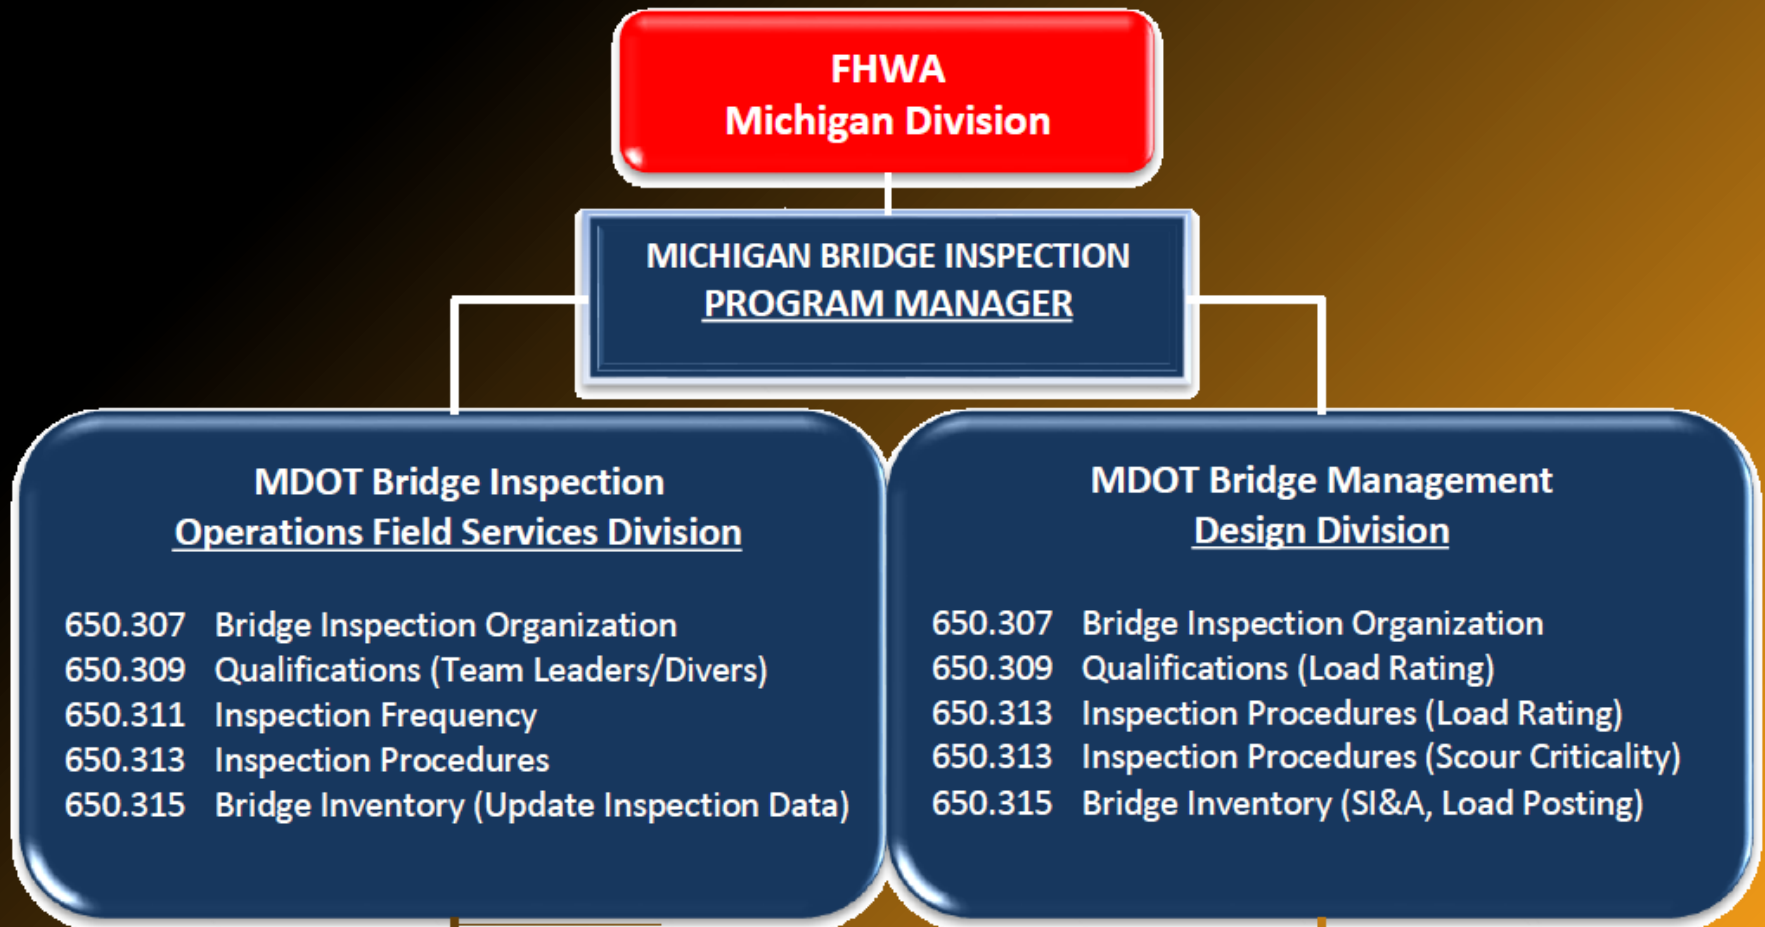 FHWA
Michigan Division
MICHIGAN BRIDGE INSPECTION
PROGRAM MANAGER
MDOT Bridge Inspection
Operations Field Services Division
650.307 Bridge Inspection Organization
650.309 Qualifications (Team Leaders/Divers)
650.311 Inspection Frequency
650.313 Inspection Procedures
650.315 Bridge Inventory (Update Inspection Data)
MDOT Bridge Management
Design Division
650.307 Bridge Inspection Organization
650.309 Qualifications (Load Rating)
650.313 Inspection Procedures (Load Rating)
650.313 Inspection Procedures (Scour Criticality)
650.315 Bridge Inventory (SI&A, Load Posting)